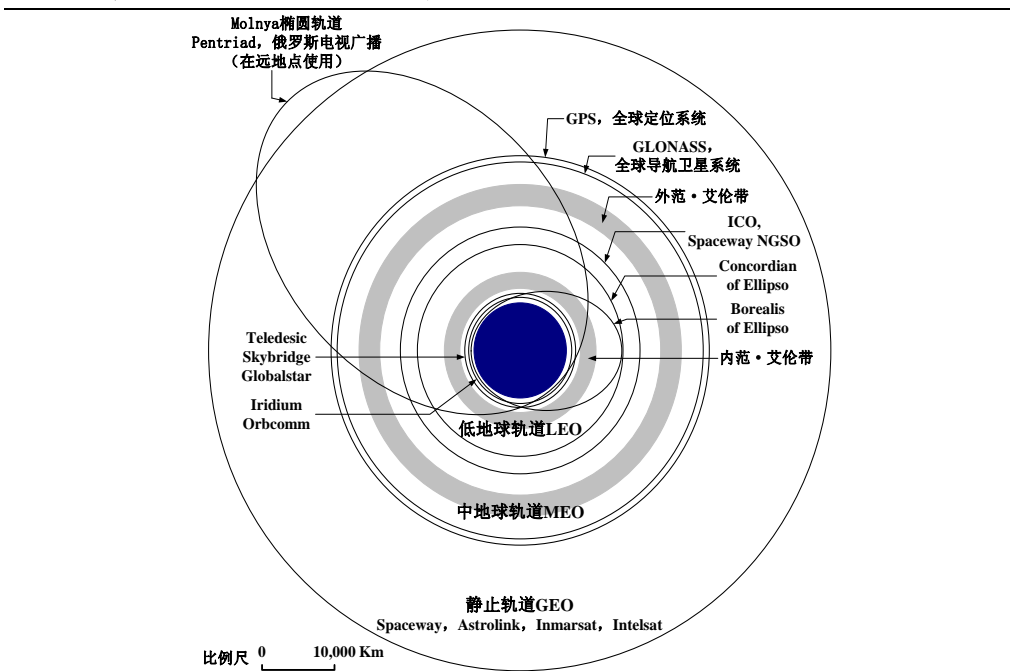 Molnya椭圆轨道
Pentriad，俄罗斯电视广播
（在远地点使用）
GPS，全球定位系统
GLONASS，
全球导航卫星系统
外范·艾伦带
ICO,
Spaceway NGSO
Concordian
of Ellipso
Borealis
of Ellipso
内范·艾伦带
Teledesic
Skybridge
Globalstar
Iridium
Orbcomm
低地球轨道LEO
中地球轨道MEO
静止轨道GEO
Spaceway，Astrolink，Inmarsat，Intelsat
比例尺 0 10,000 Km